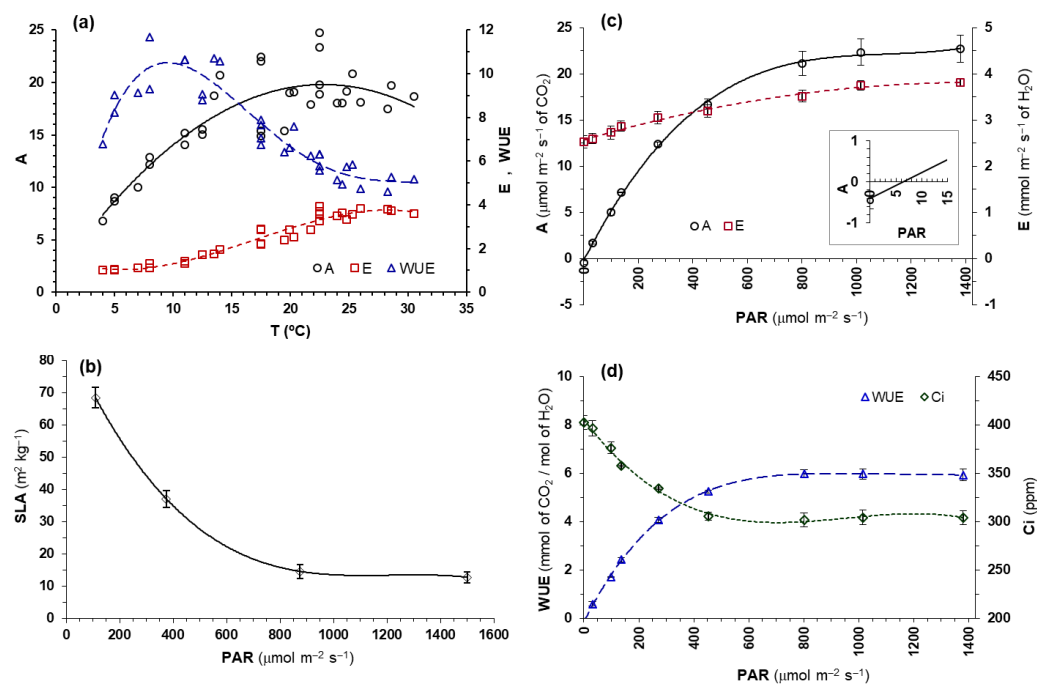 (a)
25
20
15
10
5
0
A
12
10
8
6
4
2
0
E , WUE
A E WUE
0 5 10 15 20 25 30 35
T (ºC)
(c)
25
20
15
10
5
0
-5
A (μmol m⁻² s⁻¹ of CO₂)
5
4
3
2
1
0
-1
E (mmol m⁻² s⁻¹ of H₂O)
1
0
-1
A
0 5 10 15
PAR
A E
0 200 400 600 800 1000 1200 1400
PAR (μmol m⁻² s⁻¹)
(b)
80
70
60
50
40
30
20
10
0
SLA (m² kg⁻¹)
0 200 400 600 800 1000 1200 1400 1600
PAR (μmol m⁻² s⁻¹)
(d)
10
8
6
4
2
0
WUE (mmol of CO₂ / mol of H₂O)
WUE Ci
450
400
350
300
250
200
Ci (ppm)
0 200 400 600 800 1000 1200 1400
PAR (μmol m⁻² s⁻¹)